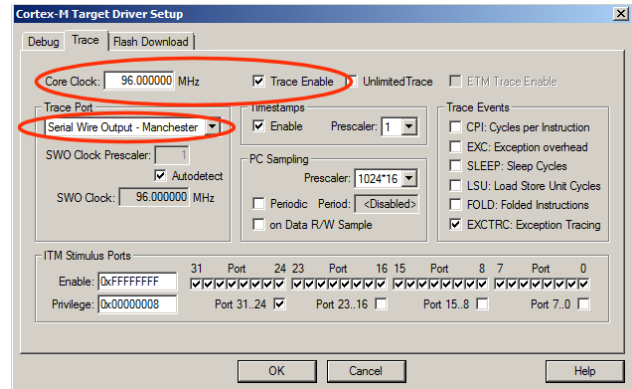 Cortex-M Target Driver Setup
Debug Trace Flash Download
Core Clock: 96.000000 MHz Trace Enable Unlimited Trace ETM Trace Enable
Trace Port Timestamps Trace Events
Serial Wire Output - Manchester Enable Prescaler: 1 CPI: Cycles per Instruction
SWO Clock Prescaler: 1 EXC: Exception overhead
Autodetect PC Sampling SLEEP: Sleep Cycles
Prescaler: 1024*16 LSU: Load Store Unit Cycles
SWO Clock: 96.000000 MHz Periodic Period: <Disabled> FOLD: Folded Instructions
on Data R/W Sample EXCTRC: Exception Tracing
ITM Stimulus Ports
31 Port 24 23 Port 16 15 Port 8 7 Port 0
Enable: 0xFFFFFFFF
Privilege: 0x00000008 Port 31..24 Port 23..16 Port 15..8 Port 7..0
OK Cancel Help